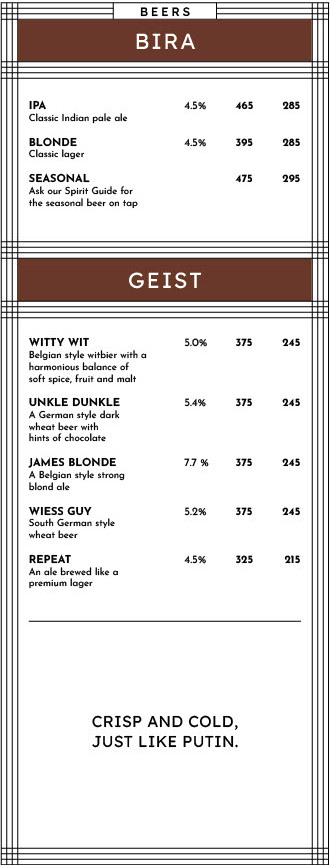 BEERS
BIRA
IPA 4.5% 465 285
Classic Indian pale ale
BLONDE 4.5% 395 285
Classic lager
SEASONAL 475 295
Ask our Spirit Guide for
the seasonal beer on tap
GEIST
WITTY WIT 5.0% 375 245
Belgian style witbier with a
harmonious balance of
soft spice, fruit and malt
UNKLE DUNKLE 5.4% 375 245
A German style dark
wheat beer with
hints of chocolate
JAMES BLONDE 7.7 % 375 245
A Belgian style strong
blond ale
WIESS GUY 5.2% 375 245
South German style
wheat beer
REPEAT 4.5% 325 215
An ale brewed like a
premium lager
CRISP AND COLD,
JUST LIKE PUTIN.